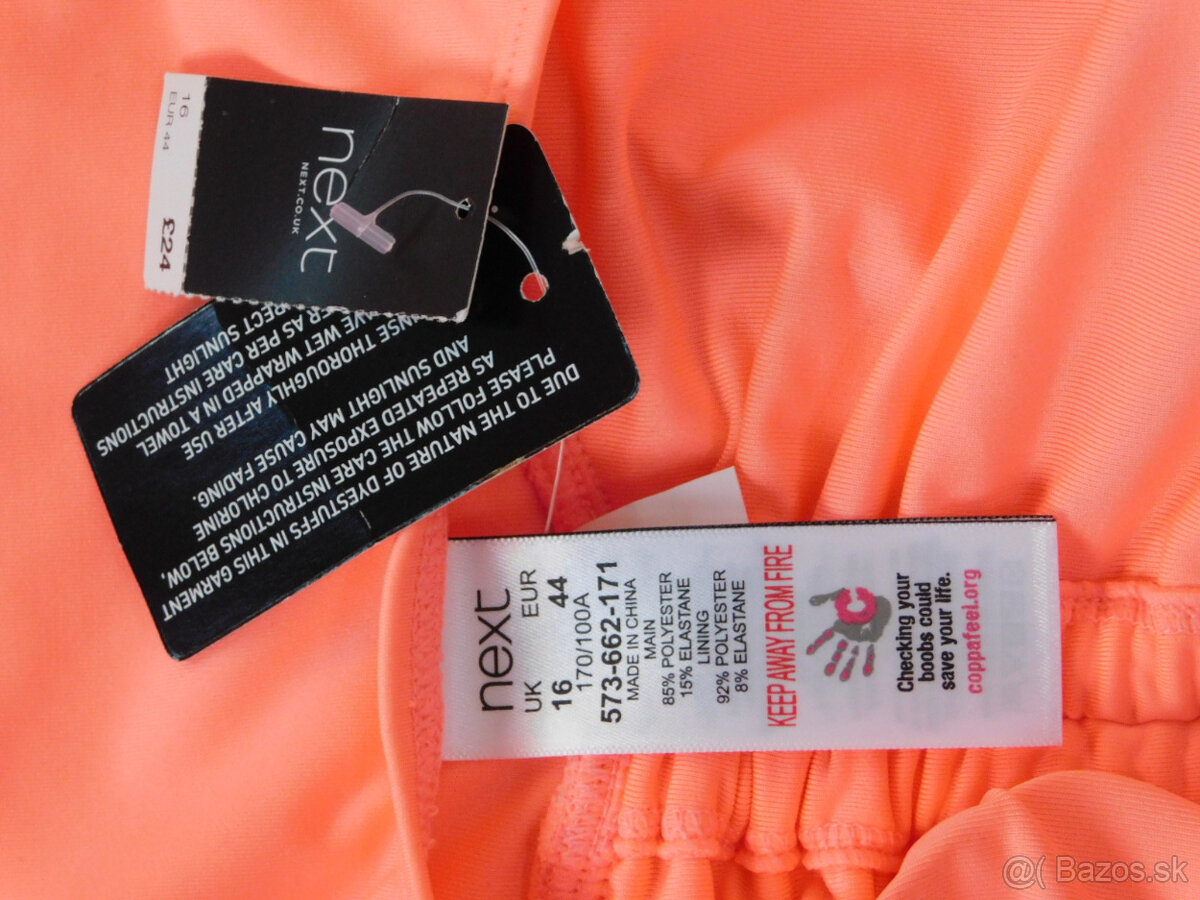 16
EUR 44
£24
next
NEXT.CO.UK
DUE TO THE NATURE OF DYESTUFFS IN THIS GARMENT
PLEASE FOLLOW THE CARE INSTRUCTIONS BELOW,
AS REPEATED EXPOSURE TO CHLORINE
AND SUNLIGHT MAY CAUSE FADING.
THOROUGHLY AFTER USE
WET WRAPPED IN A TOWEL
AS PER CARE INSTRUCTIONS
SUNLIGHT
next
UK EUR
16 44
170/100A
573-662-171
MADE IN CHINA
MAIN
85% POLYESTER
15% ELASTANE
LINING
92% POLYESTER
8% ELASTANE
KEEP AWAY FROM FIRE
C
Checking your
boobs could
save your life.
coppafeel.org
@( Bazos.sk